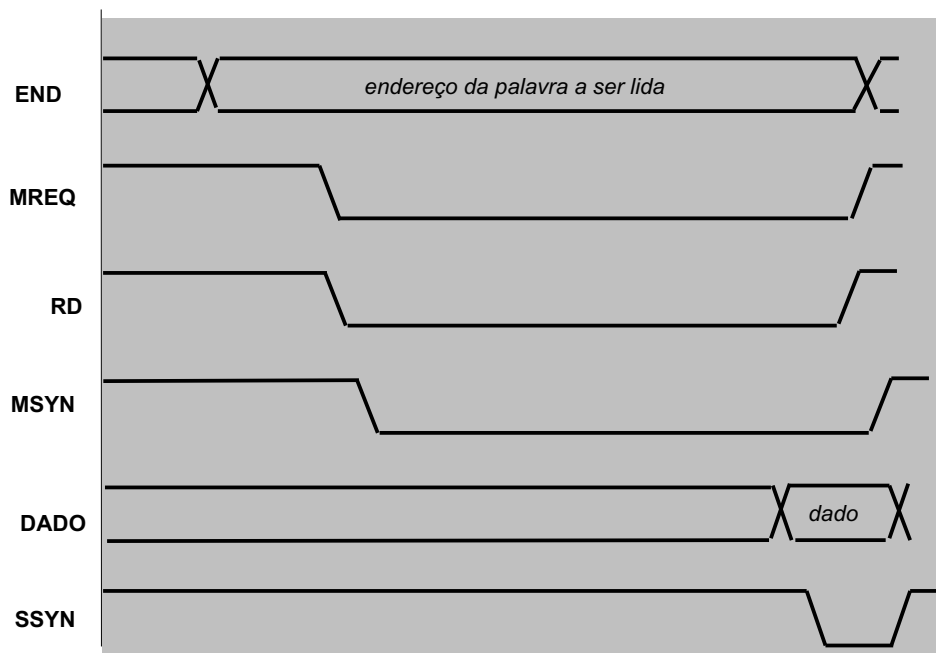 END
endereço da palavra a ser lida
MREQ
RD
MSYN
DADO
dado
SSYN